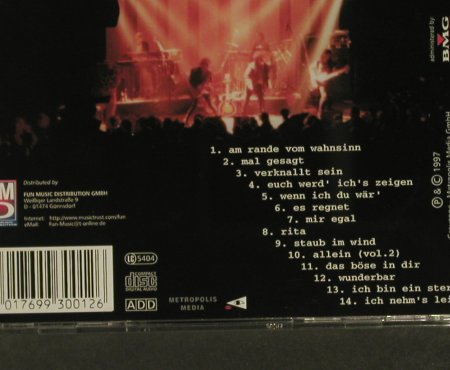 administered by
BMG
1. am rande vom wahnsinn
2. mal gesagt
3. verknallt sein
4. euch werd' ich's zeigen
5. wenn ich du wär'
6. es regnet
7. mir egal
8. rita
9. staub im wind
10. allein (vol.2)
11. das böse in dir
12. wunderbar
13. ich bin ein ster
14. ich nehm's lei
Distributed by
FUN MUSIC DISTRIBUTION GMBH
Weißiger Landstraße 9
D - 01474 Gönnsdorf
Internet: http://www.musictrust.com/fun
eMail: Fun-Music@t-online.de
LC 5404
COMPACT
disc
DIGITAL AUDIO
ADD
METROPOLIS
MEDIA
017699 300126
Ⓟ & © 1997